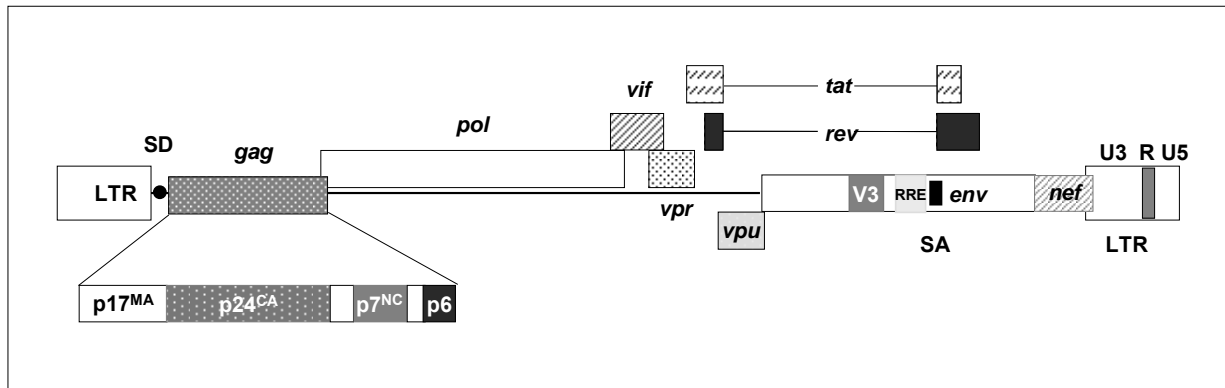 tat
vif
pol
rev
SD
gag
U3 R U5
LTR
V3
RRE
env
nef
vpr
vpu
SA
LTR
p17MA
p24CA
p7NC
p6